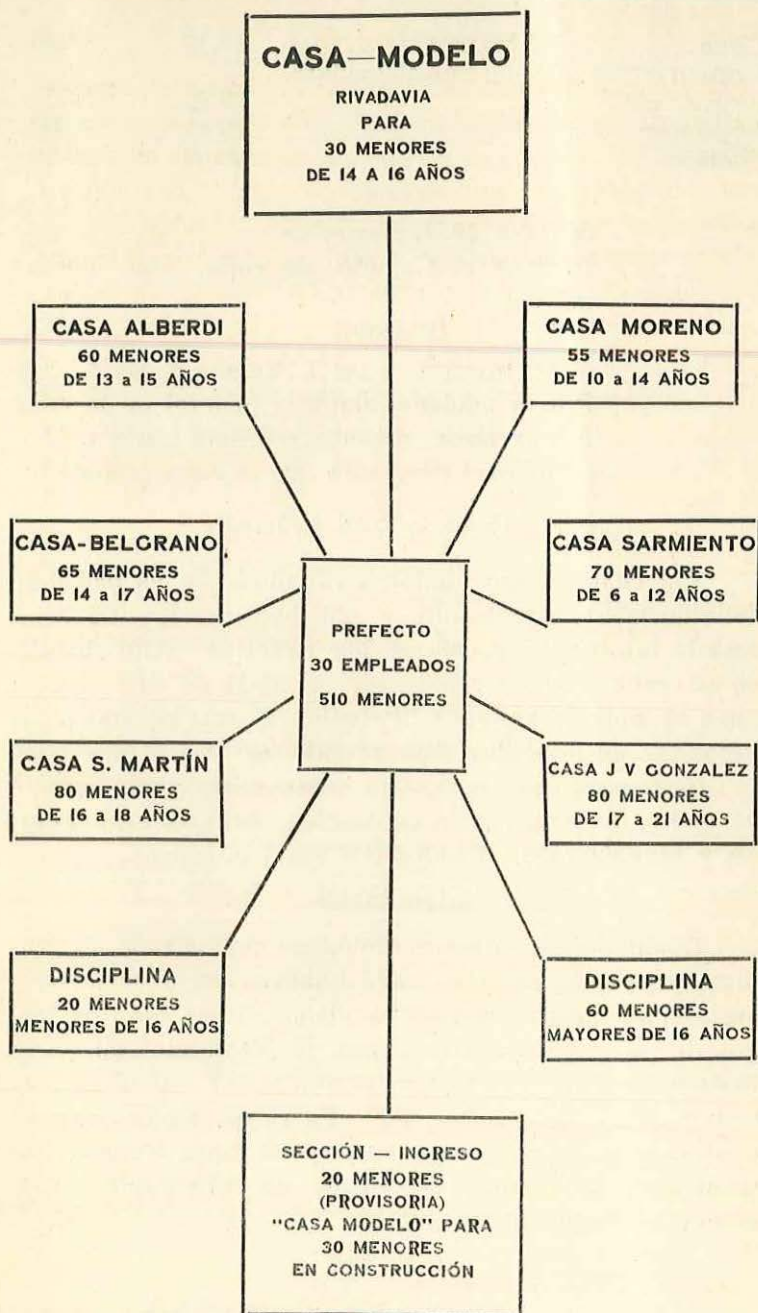 CASA—MODELO
RIVADAVIA
PARA
30 MENORES
DE 14 A 16 AÑOS
CASA ALBERDI
60 MENORES
DE 13 a 15 AÑOS
CASA MORENO
55 MENORES
DE 10 a 14 AÑOS
CASA-BELGRANO
65 MENORES
DE 14 a 17 AÑOS
CASA SARMIENTO
70 MENORES
DE 6 a 12 AÑOS
PREFECTO
30 EMPLEADOS
510 MENORES
CASA S. MARTÍN
80 MENORES
DE 16 a 18 AÑOS
CASA J V GONZALEZ
80 MENORES
DE 17 a 21 AÑOS
DISCIPLINA
20 MENORES
MENORES DE 16 AÑOS
DISCIPLINA
60 MENORES
MAYORES DE 16 AÑOS
SECCIÓN — INGRESO
20 MENORES
(PROVISORIA)
"CASA MODELO" PARA
30 MENORES
EN CONSTRUCCIÓN